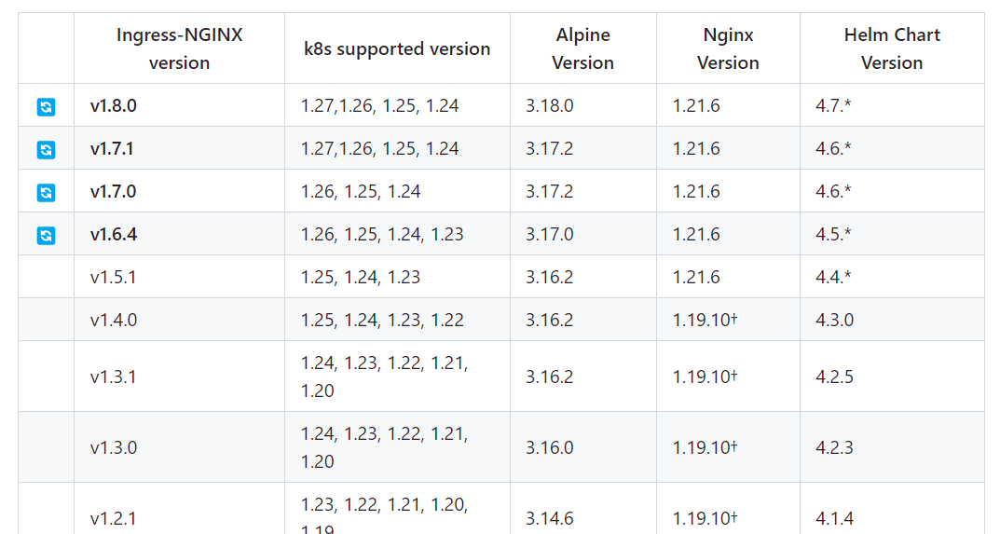 Ingress-NGINX version
k8s supported version
Alpine Version
Nginx Version
Helm Chart Version
v1.8.0 1.27,1.26, 1.25, 1.24 3.18.0 1.21.6 4.7.*
v1.7.1 1.27,1.26, 1.25, 1.24 3.17.2 1.21.6 4.6.*
v1.7.0 1.26, 1.25, 1.24 3.17.2 1.21.6 4.6.*
v1.6.4 1.26, 1.25, 1.24, 1.23 3.17.0 1.21.6 4.5.*
v1.5.1 1.25, 1.24, 1.23 3.16.2 1.21.6 4.4.*
v1.4.0 1.25, 1.24, 1.23, 1.22 3.16.2 1.19.10† 4.3.0
v1.3.1 1.24, 1.23, 1.22, 1.21, 1.20 3.16.2 1.19.10† 4.2.5
v1.3.0 1.24, 1.23, 1.22, 1.21, 1.20 3.16.0 1.19.10† 4.2.3
v1.2.1 1.23, 1.22, 1.21, 1.20, 1.19 3.14.6 1.19.10† 4.1.4